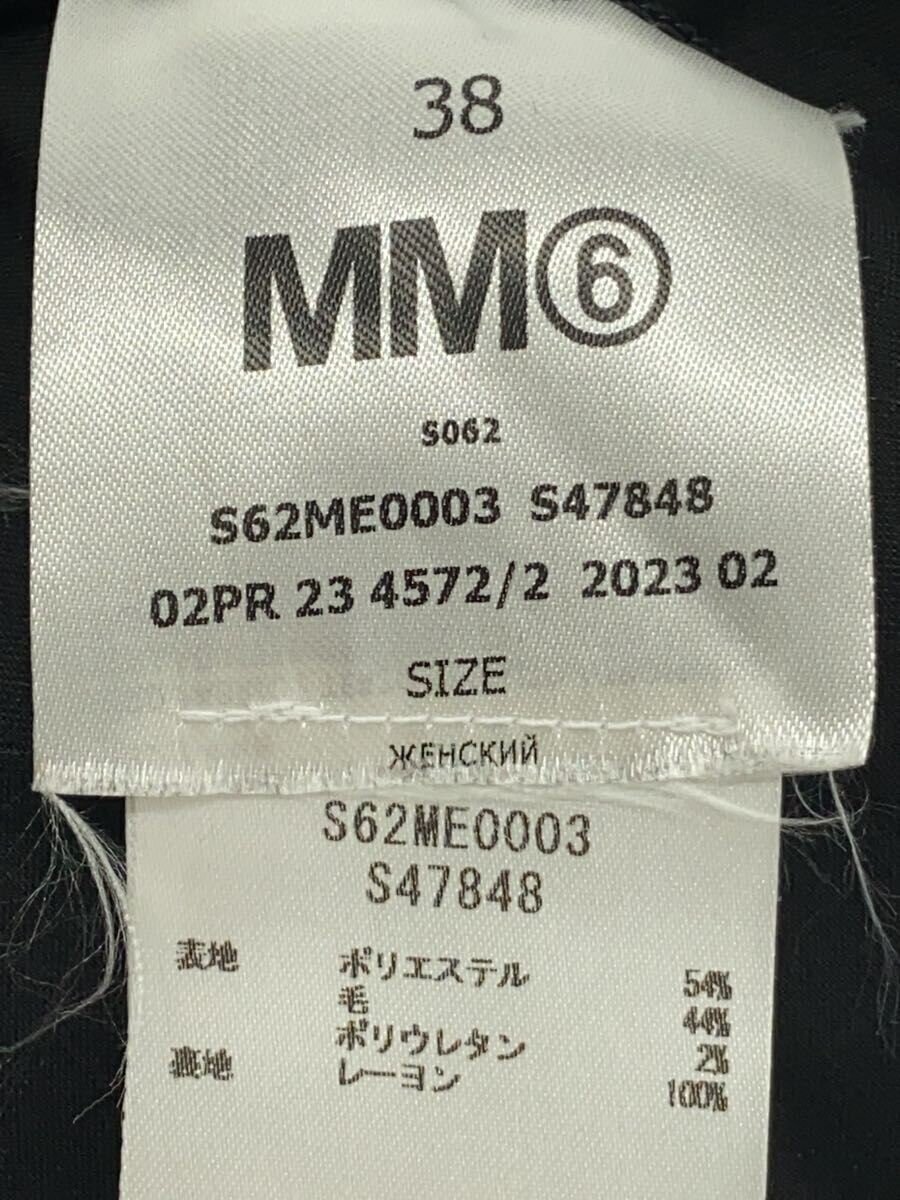 38
MM⑥
S062
S62ME0003 S47848
02PR 23 4572/2 2023 02
SIZE
ЖЕНСКИЙ
S62ME0003
S47848
表地 ポリエステル 54%
毛 44%
ポリウレタン 2%
裏地 レーヨン 100%